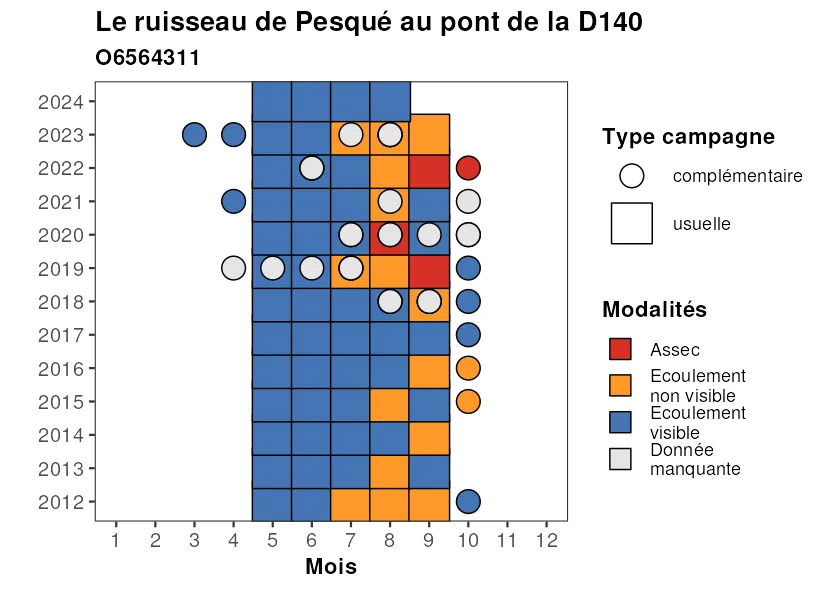 Le ruisseau de Pesqué au pont de la D140
O6564311
2024
2023
2022
2021
2020
2019
2018
2017
2016
2015
2014
2013
2012
1 2 3 4 5 6 7 8 9 10 11 12
Mois
Type campagne
complémentaire
usuelle
Modalités
Assec
Ecoulement
non visible
Ecoulement
visible
Donnée
manquante